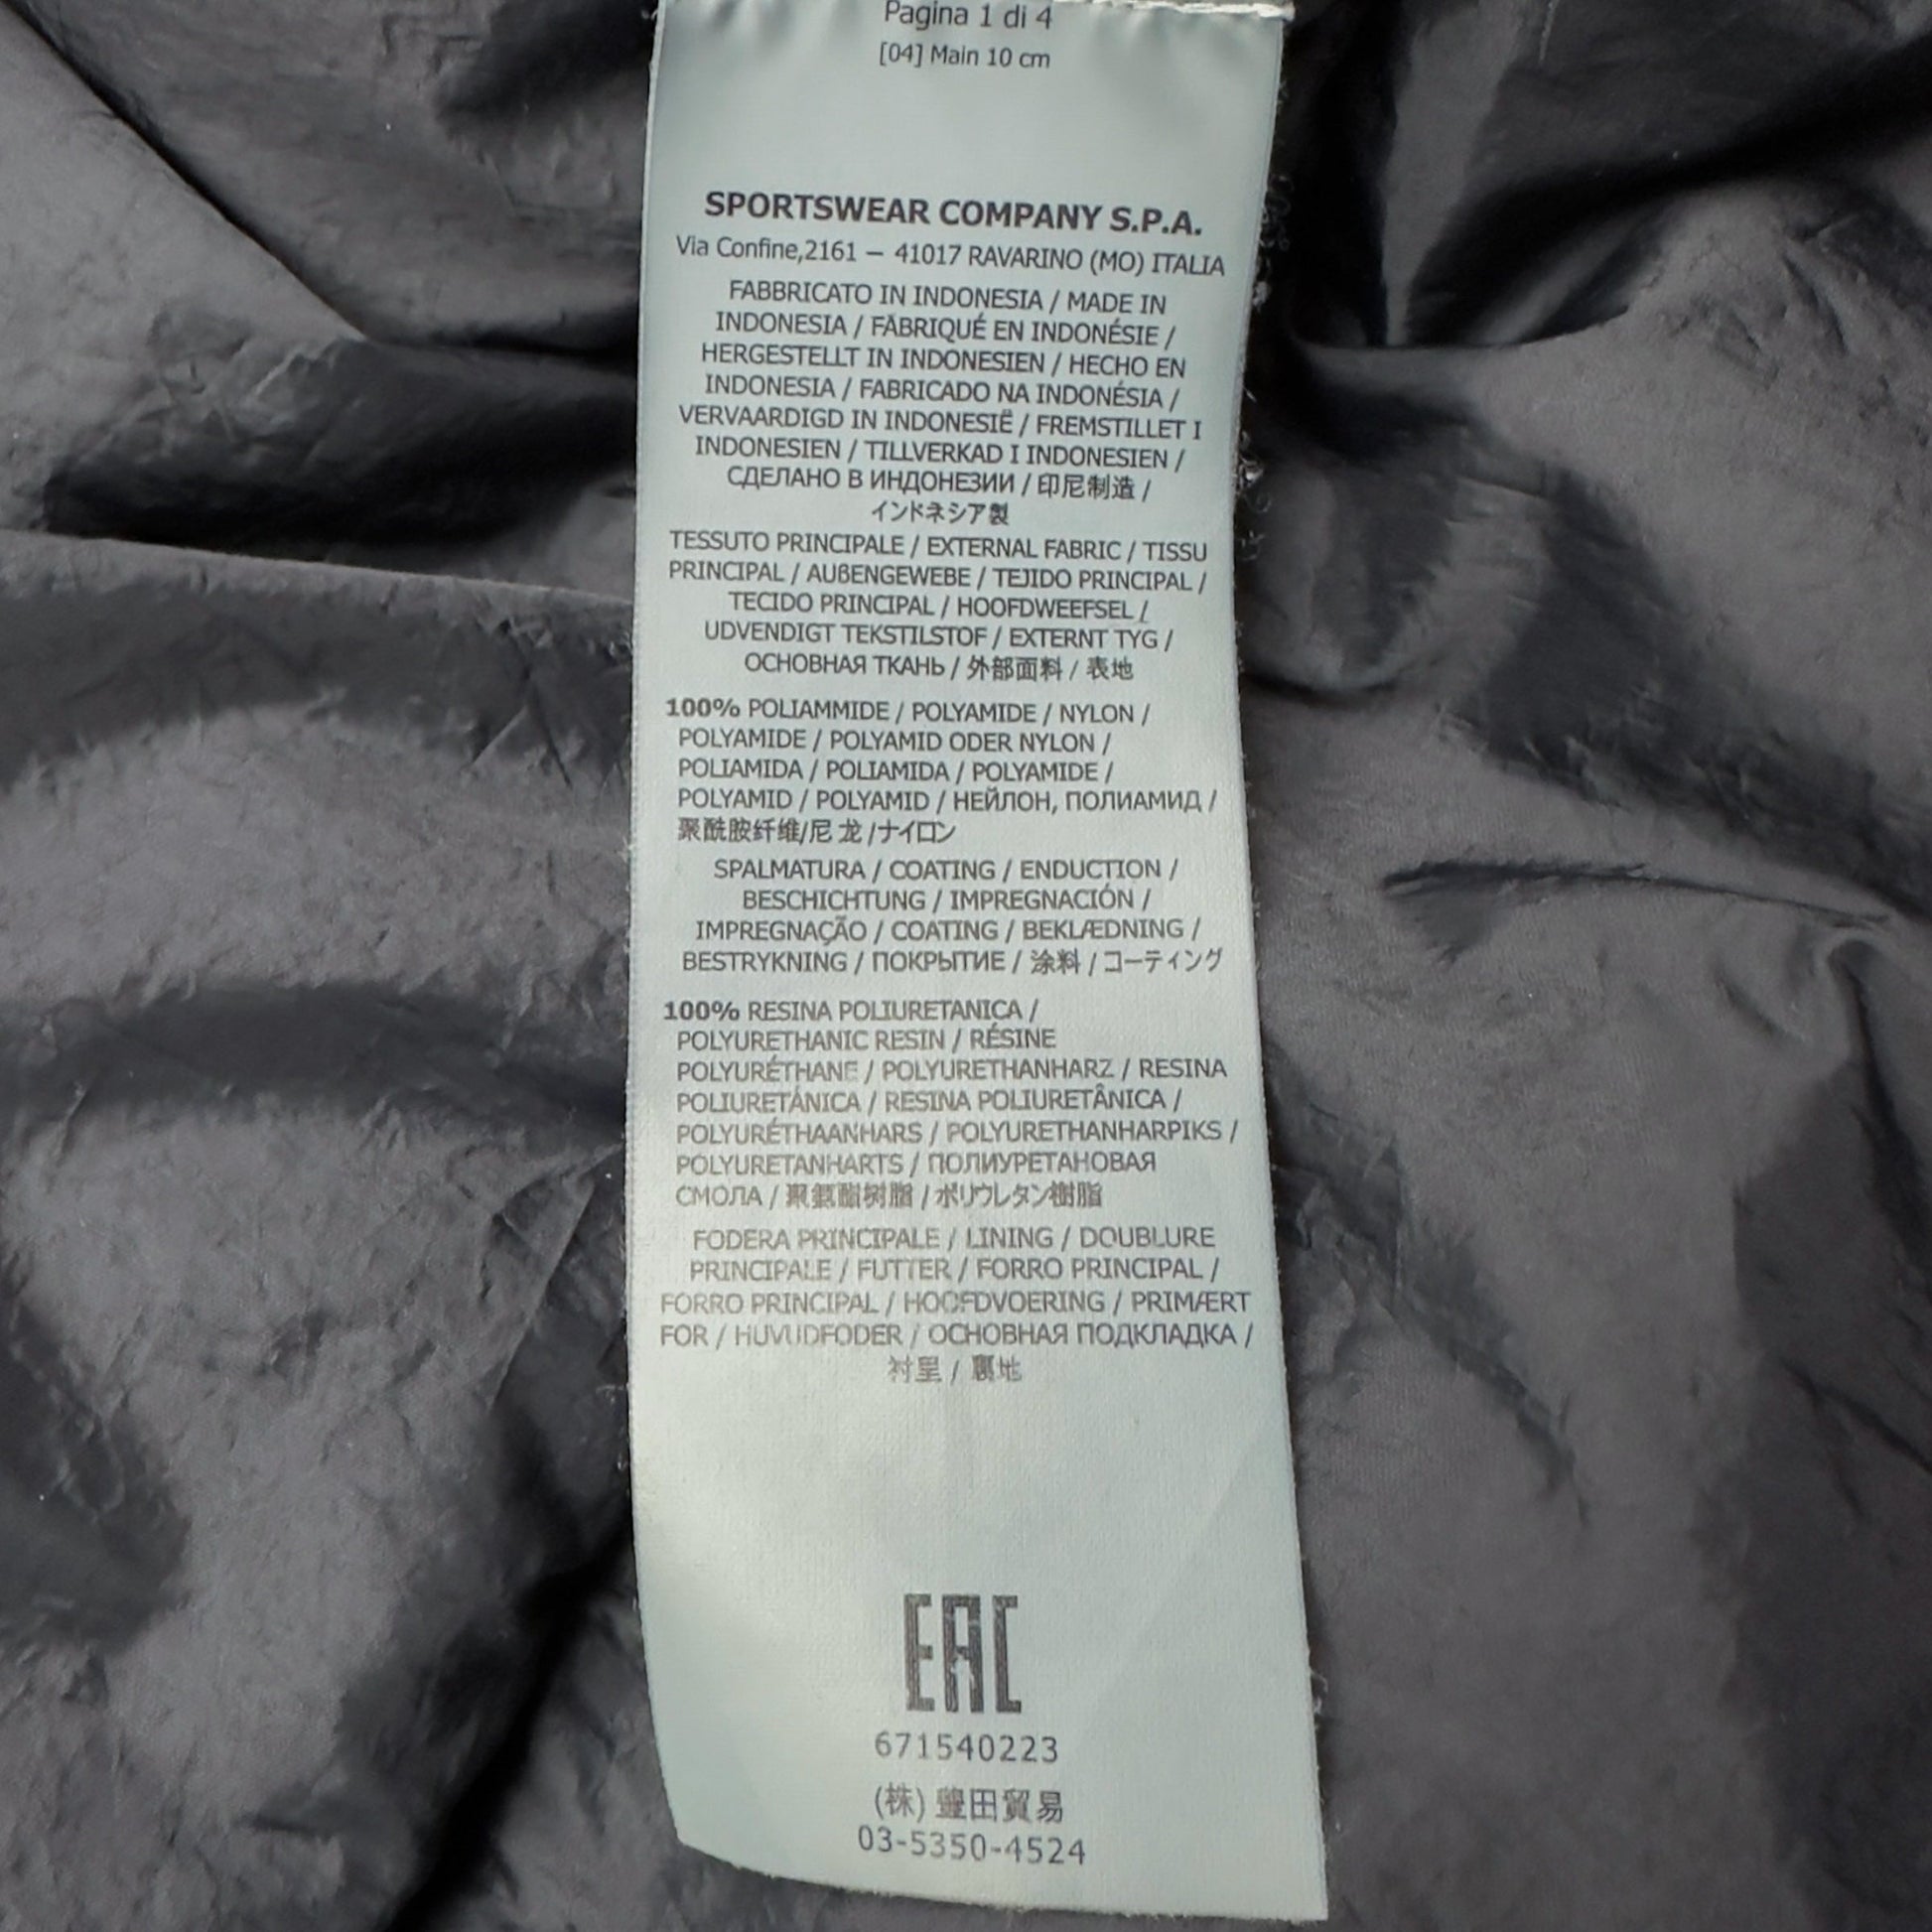 Pagina 1 di 4
[04] Main 10 cm
SPORTSWEAR COMPANY S.P.A.
Via Confine,2161 – 41017 RAVARINO (MO) ITALIA
FABBRICATO IN INDONESIA / MADE IN
INDONESIA / FABRIQUÉ EN INDONÉSIE /
HERGESTELLT IN INDONESIEN / HECHO EN
INDONESIA / FABRICADO NA INDONÉSIA /
VERVAARDIGD IN INDONESIË / FREMSTILLET I
INDONESIEN / TILLVERKAD I INDONESIEN /
СДЕЛАНО В ИНДОНЕЗИИ / 印尼制造 /
インドネシア製
TESSUTO PRINCIPALE / EXTERNAL FABRIC / TISSU
PRINCIPAL / AUßENGEWEBE / TEJIDO PRINCIPAL /
TECIDO PRINCIPAL / HOOFDWEEFSEL /
UDVENDIGT TEKSTILSTOF / EXTERNT TYG /
ОСНОВНАЯ ТКАНЬ / 外部面料 / 表地
100% POLIAMMIDE / POLYAMIDE / NYLON /
POLYAMIDE / POLYAMID ODER NYLON /
POLIAMIDA / POLIAMIDA / POLYAMIDE /
POLYAMID / POLYAMID / НЕЙЛОН, ПОЛИАМИД /
聚酰胺纤维/尼 龙 /ナイロン
SPALMATURA / COATING / ENDUCTION /
BESCHICHTUNG / IMPREGNACIÓN /
IMPREGNAÇÃO / COATING / BEKLÆDNING /
BESTRYKNING / ПОКРЫТИЕ / 涂料 / コーティング
100% RESINA POLIURETANICA /
POLYURETHANIC RESIN / RÉSINE
POLYURÉTHANE / POLYURETHANHARZ / RESINA
POLIURETÁNICA / RESINA POLIURETÂNICA /
POLYURÉTHAANHARS / POLYURETHANHARPIKS /
POLYURETANHARTS / ПОЛИУРЕТАНОВАЯ
СМОЛА / 聚氨酯树脂 / ポリウレタン樹脂
FODERA PRINCIPALE / LINING / DOUBLURE
PRINCIPALE / FUTTER / FORRO PRINCIPAL /
FORRO PRINCIPAL / HOOFDVOERING / PRIMÆRT
FOR / HUVUDFODER / ОСНОВНАЯ ПОДКЛАДКА /
衬里 / 裏地
EAC
671540223
(株) 豊田貿易
03-5350-4524